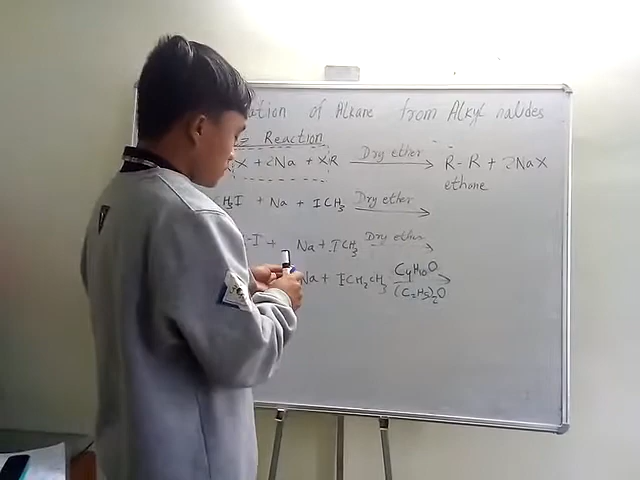 of Alkane from Alkyl halides
Reaction
X + 2Na + XR Dry ether R-R + 2NaX
ethane
H₃I + Na + ICH₃ Dry ether
-I + Na + ICH₃ Dry ether
Na + ICH₂CH₃ C₄H₁₀O
(C₂H₅)₂O